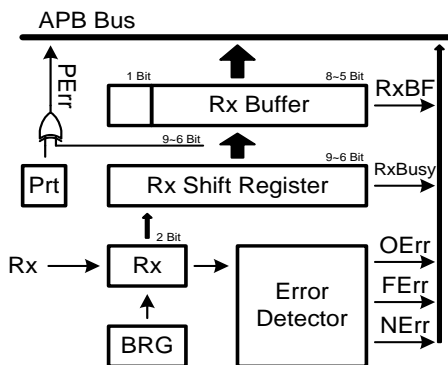 APB Bus
PErr
1 Bit
8~5 Bit
Rx Buffer
RxBF
9~6 Bit
9~6 Bit
Prt
Rx Shift Register
RxBusy
2 Bit
Rx
Rx
Error
Detector
OErr
FErr
NErr
BRG